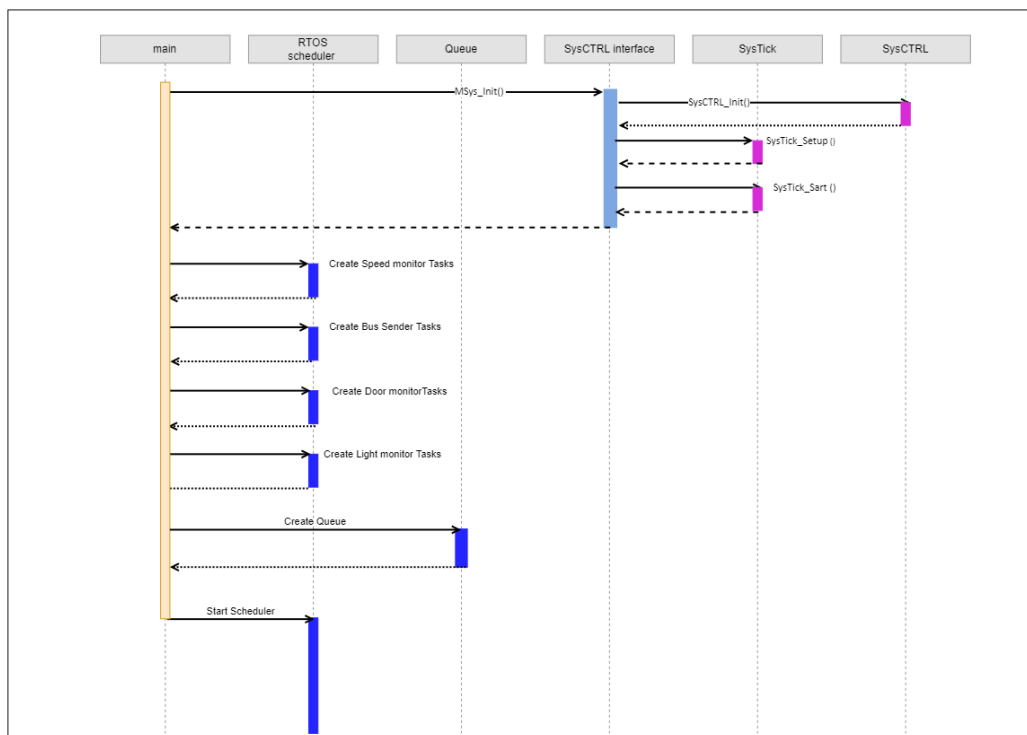 main
RTOS
scheduler
Queue
SysCTRL interface
SysTick
SysCTRL
MSys_Init()
SysCTRL_Init()
SysTick_Setup ()
SysTick_Sart ()
Create Speed monitor Tasks
Create Bus Sender Tasks
Create Door monitorTasks
Create Light monitor Tasks
Create Queue
Start Scheduler